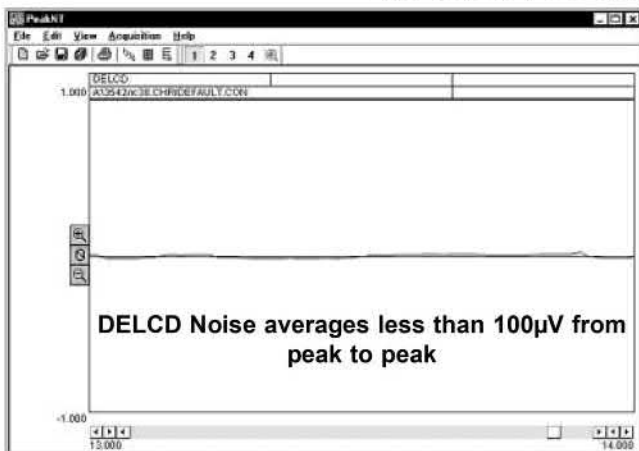 PeakNT
File Edit View Acquisition Help
1 2 3 4
DELCD
1.000
DELCD Noise averages less than 100µV from
peak to peak
-1.000
13.000 14.000